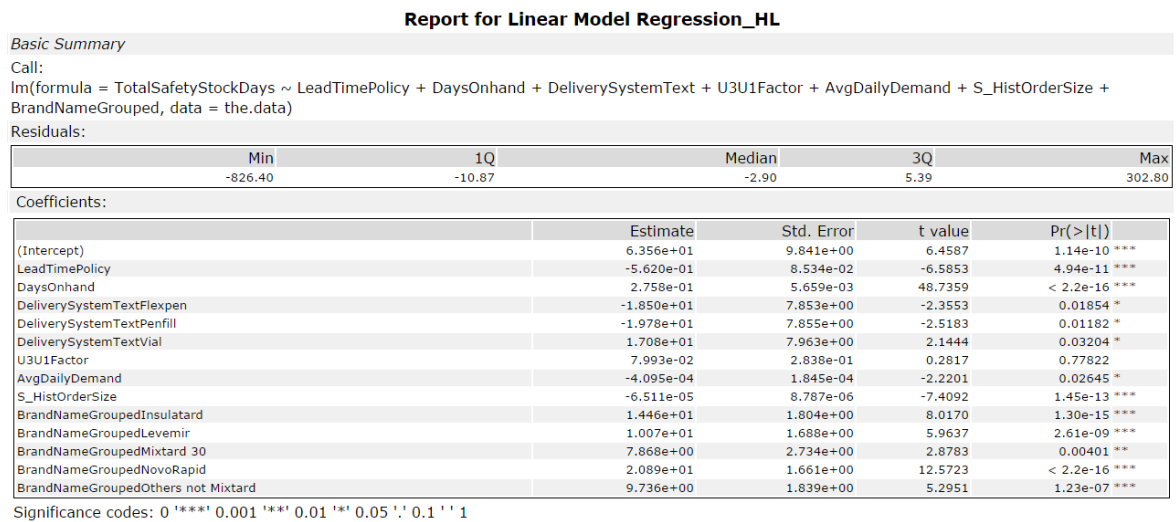 Report for Linear Model Regression_HL
Basic Summary
Call:
lm(formula = TotalSafetyStockDays ~ LeadTimePolicy + DaysOnhand + DeliverySystemText + U3U1Factor + AvgDailyDemand + S_HistOrderSize +
BrandNameGrouped, data = the.data)
Residuals:
Min 1Q Median 3Q Max
-826.40 -10.87 -2.90 5.39 302.80
Coefficients:
Estimate Std. Error t value Pr(>|t|)
(Intercept) 6.356e+01 9.841e+00 6.4587 1.14e-10 ***
LeadTimePolicy -5.620e-01 8.534e-02 -6.5853 4.94e-11 ***
DaysOnhand 2.758e-01 5.659e-03 48.7359 < 2.2e-16 ***
DeliverySystemTextFlexpen -1.850e+01 7.853e+00 -2.3553 0.01854 *
DeliverySystemTextPenfill -1.978e+01 7.855e+00 -2.5183 0.01182 *
DeliverySystemTextVial 1.708e+01 7.963e+00 2.1444 0.03204 *
U3U1Factor 7.993e-02 2.838e-01 0.2817 0.77822
AvgDailyDemand -4.095e-04 1.845e-04 -2.2201 0.02645 *
S_HistOrderSize -6.511e-05 8.787e-06 -7.4092 1.45e-13 ***
BrandNameGroupedInsulatard 1.446e+01 1.804e+00 8.0170 1.30e-15 ***
BrandNameGroupedLevemir 1.007e+01 1.688e+00 5.9637 2.61e-09 ***
BrandNameGroupedMixtard 30 7.868e+00 2.734e+00 2.8783 0.00401 **
BrandNameGroupedNovoRapid 2.089e+01 1.661e+00 12.5723 < 2.2e-16 ***
BrandNameGroupedOthers not Mixtard 9.736e+00 1.839e+00 5.2951 1.23e-07 ***
Significance codes: 0 '***' 0.001 '**' 0.01 '*' 0.05 '.' 0.1 ' ' 1